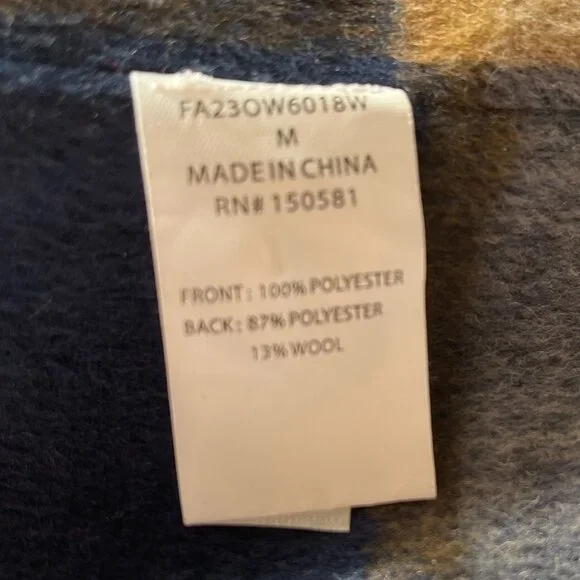 FA23OW6018W
M
MADE IN CHINA
RN# 150581
FRONT: 100% POLYESTER
BACK: 87% POLYESTER
13% WOOL